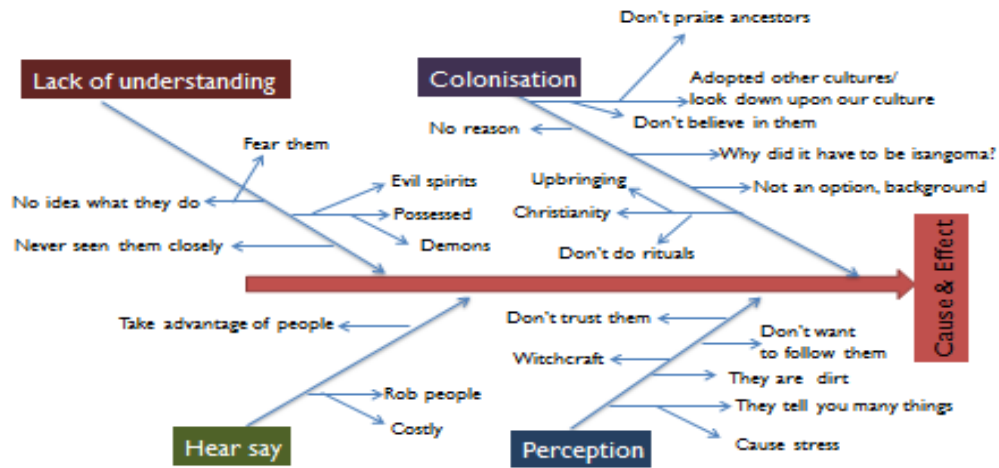 Don't praise ancestors
Lack of understanding
Colonisation
Adopted other cultures/
look down upon our culture
Don't believe in them
No reason
Fear them
Why did it have to be isangoma?
Evil spirits
Upbringing
Not an option, background
No idea what they do
Possessed
Christianity
Never seen them closely
Demons
Don't do rituals
Cause & Effect
Take advantage of people
Don't trust them
Don't want
to follow them
Witchcraft
They are dirt
Rob people
They tell you many things
Costly
Cause stress
Hear say
Perception